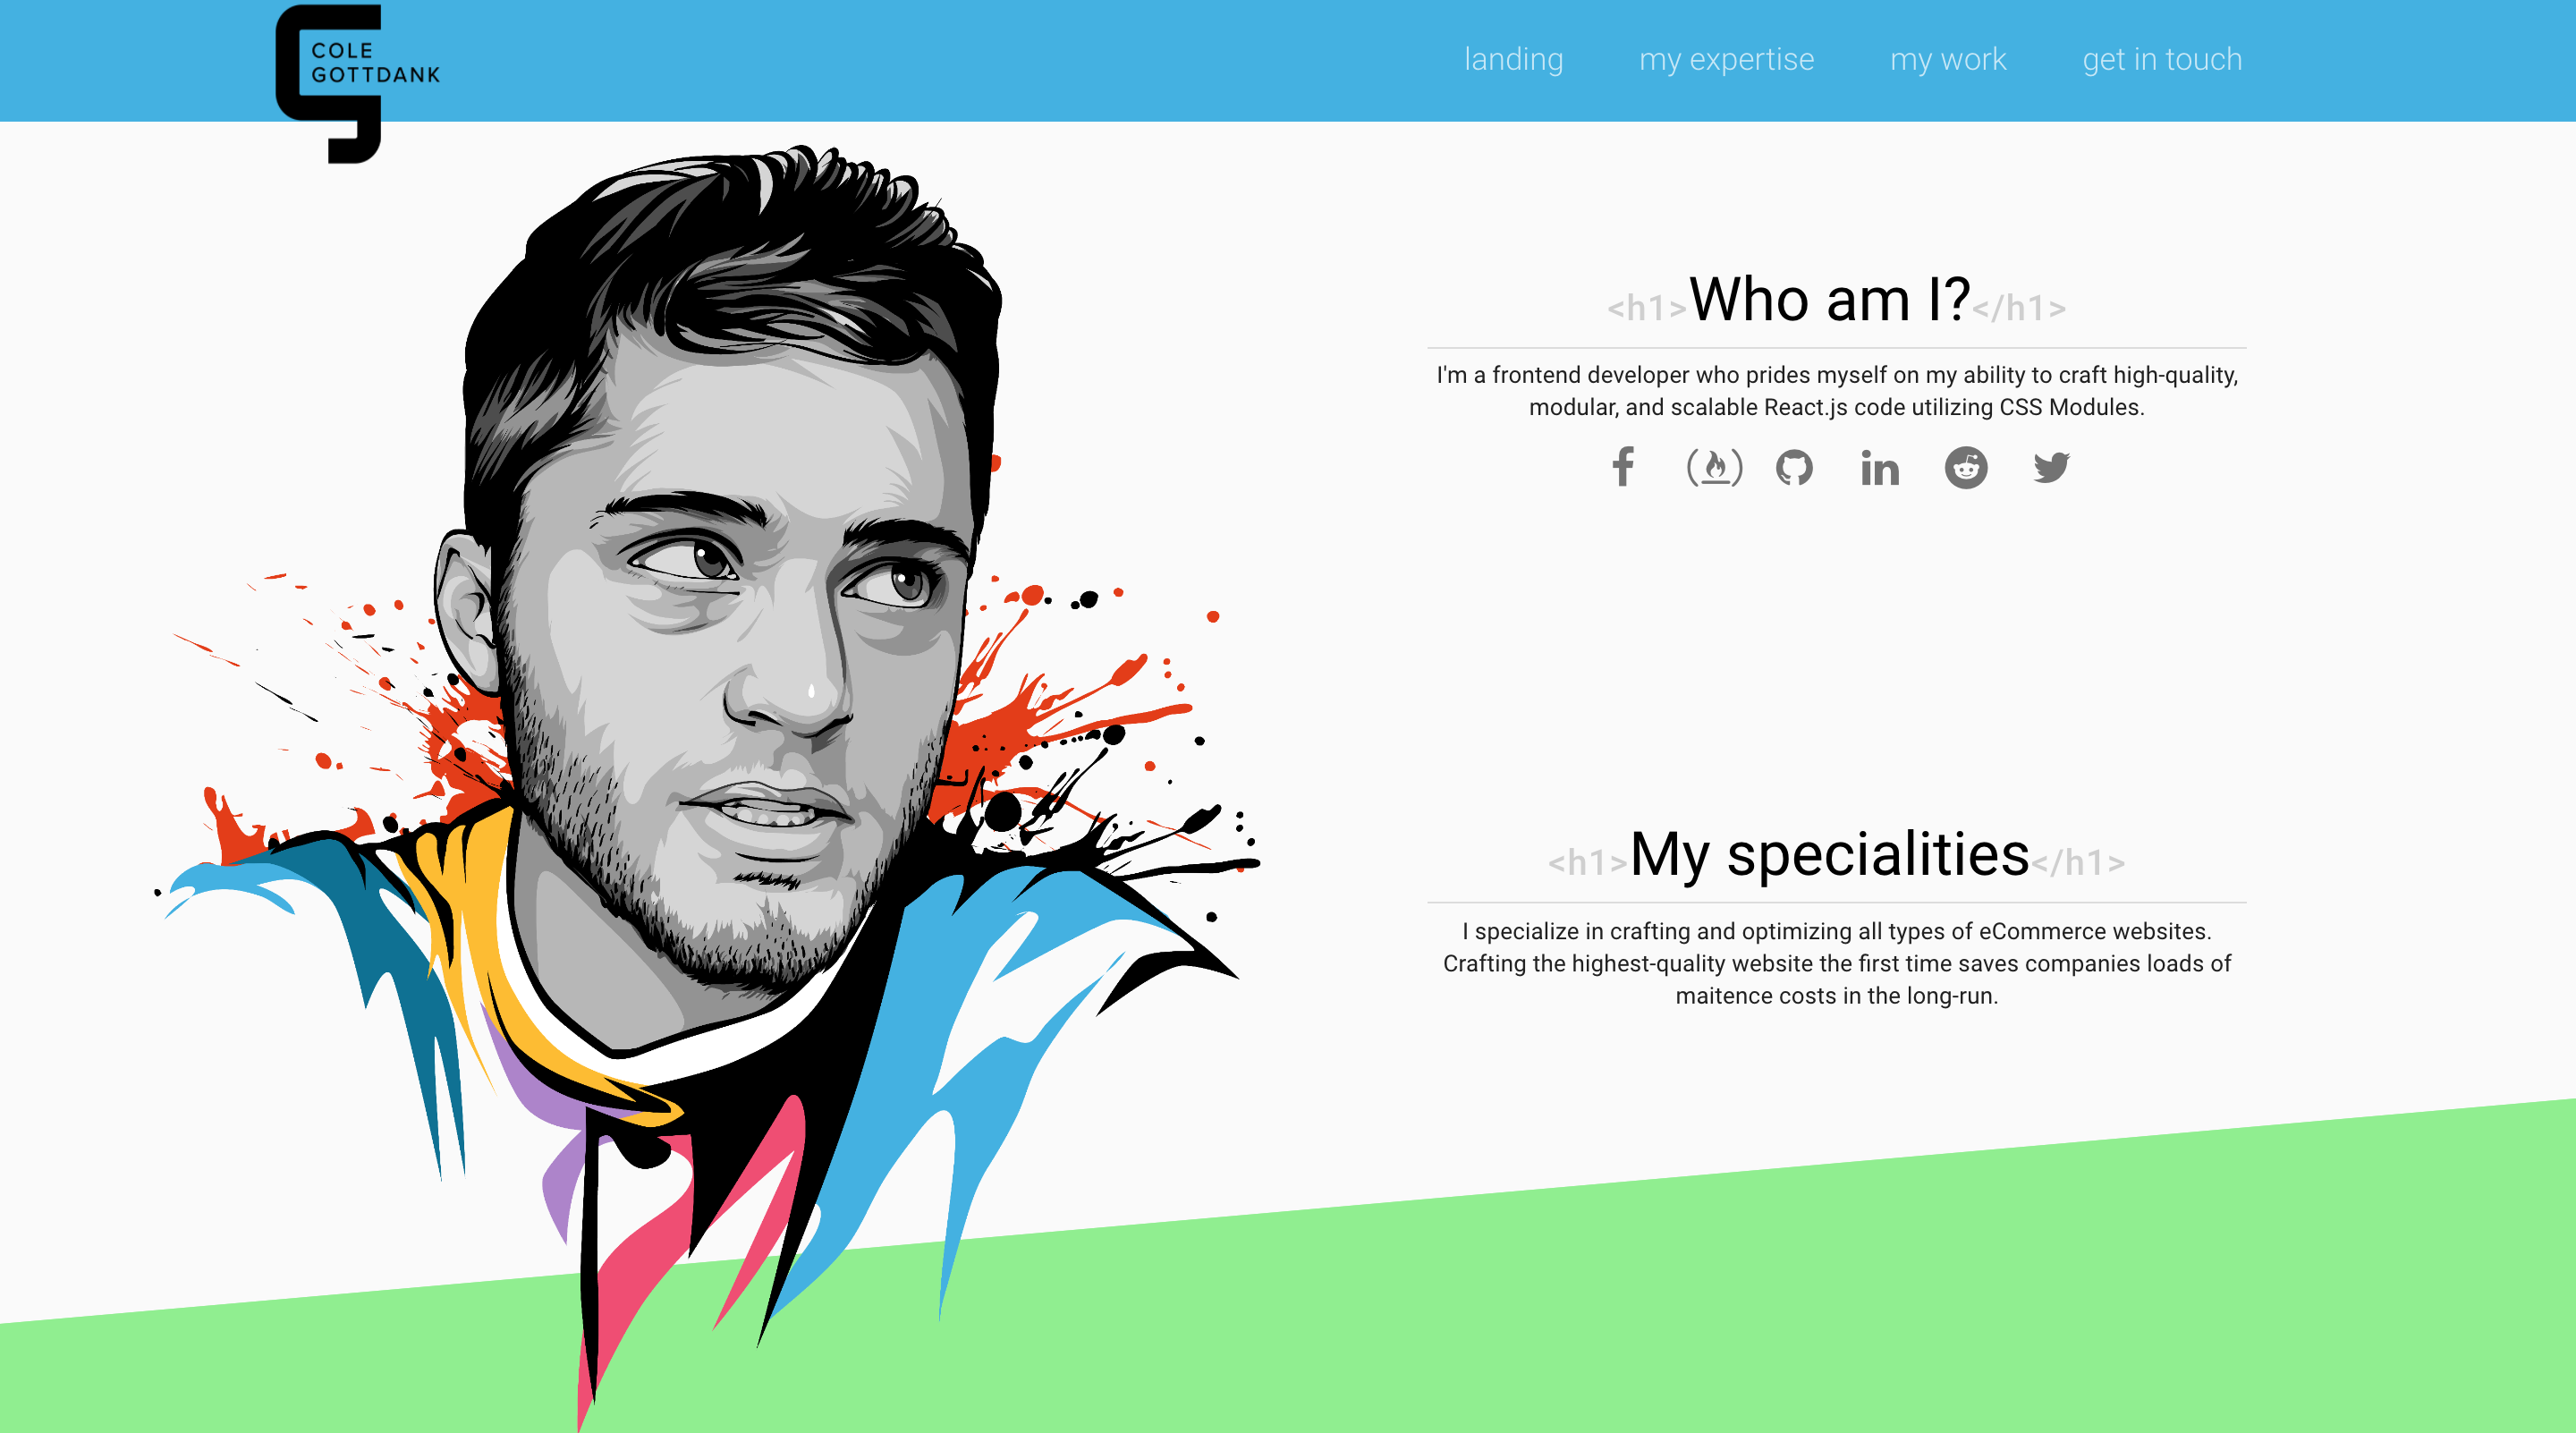 COLE
GOTTDANK
landing my expertise my work get in touch
<h1>Who am I?</h1>
I'm a frontend developer who prides myself on my ability to craft high-quality,
modular, and scalable React.js code utilizing CSS Modules.
<h1>My specialities</h1>
I specialize in crafting and optimizing all types of eCommerce websites.
Crafting the highest-quality website the first time saves companies loads of
maitence costs in the long-run.